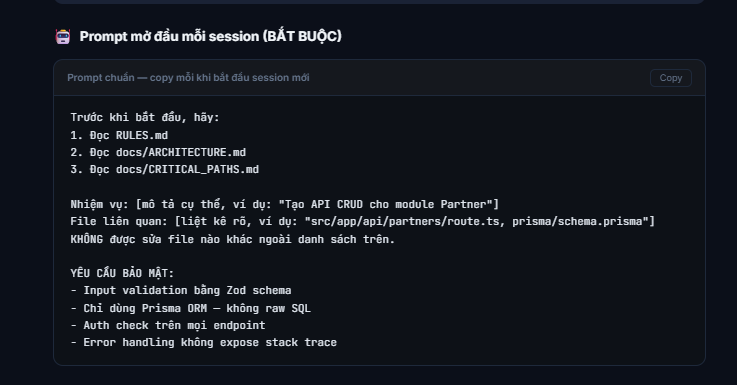 Prompt mở đầu mỗi session (BẮT BUỘC)
Prompt chuẩn — copy mỗi khi bắt đầu session mới
Copy
Trước khi bắt đầu, hãy:
1. Đọc RULES.md
2. Đọc docs/ARCHITECTURE.md
3. Đọc docs/CRITICAL_PATHS.md
Nhiệm vụ: [mô tả cụ thể, ví dụ: "Tạo API CRUD cho module Partner"]
File liên quan: [liệt kê rõ, ví dụ: "src/app/api/partners/route.ts, prisma/schema.prisma"]
KHÔNG được sửa file nào khác ngoài danh sách trên.
YÊU CẦU BẢO MẬT:
- Input validation bằng Zod schema
- Chỉ dùng Prisma ORM — không raw SQL
- Auth check trên mọi endpoint
- Error handling không expose stack trace